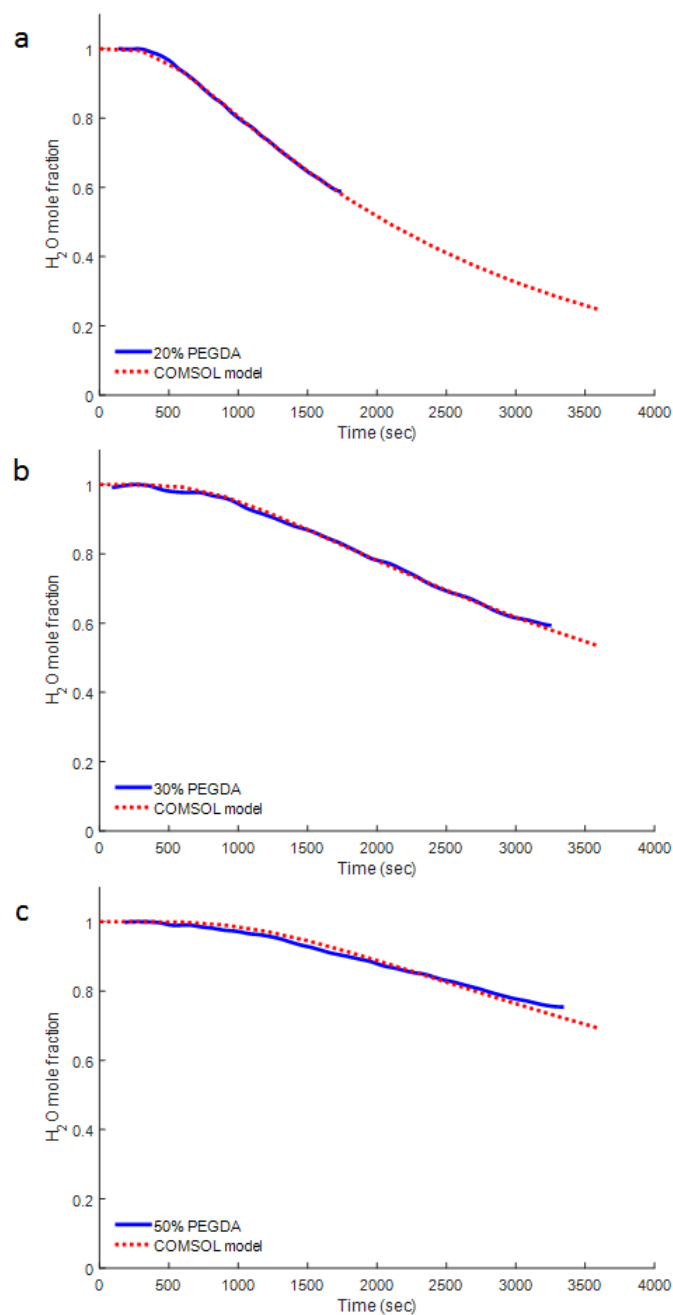 a
1
0.8
0.6
0.4
0.2
0
H2O mole fraction
20% PEGDA
COMSOL model
0 500 1000 1500 2000 2500 3000 3500 4000
Time (sec)
b
1
0.8
0.6
0.4
0.2
0
H2O mole fraction
30% PEGDA
COMSOL model
0 500 1000 1500 2000 2500 3000 3500 4000
Time (sec)
c
1
0.8
0.6
0.4
0.2
0
H2O mole fraction
50% PEGDA
COMSOL model
0 500 1000 1500 2000 2500 3000 3500 4000
Time (sec)